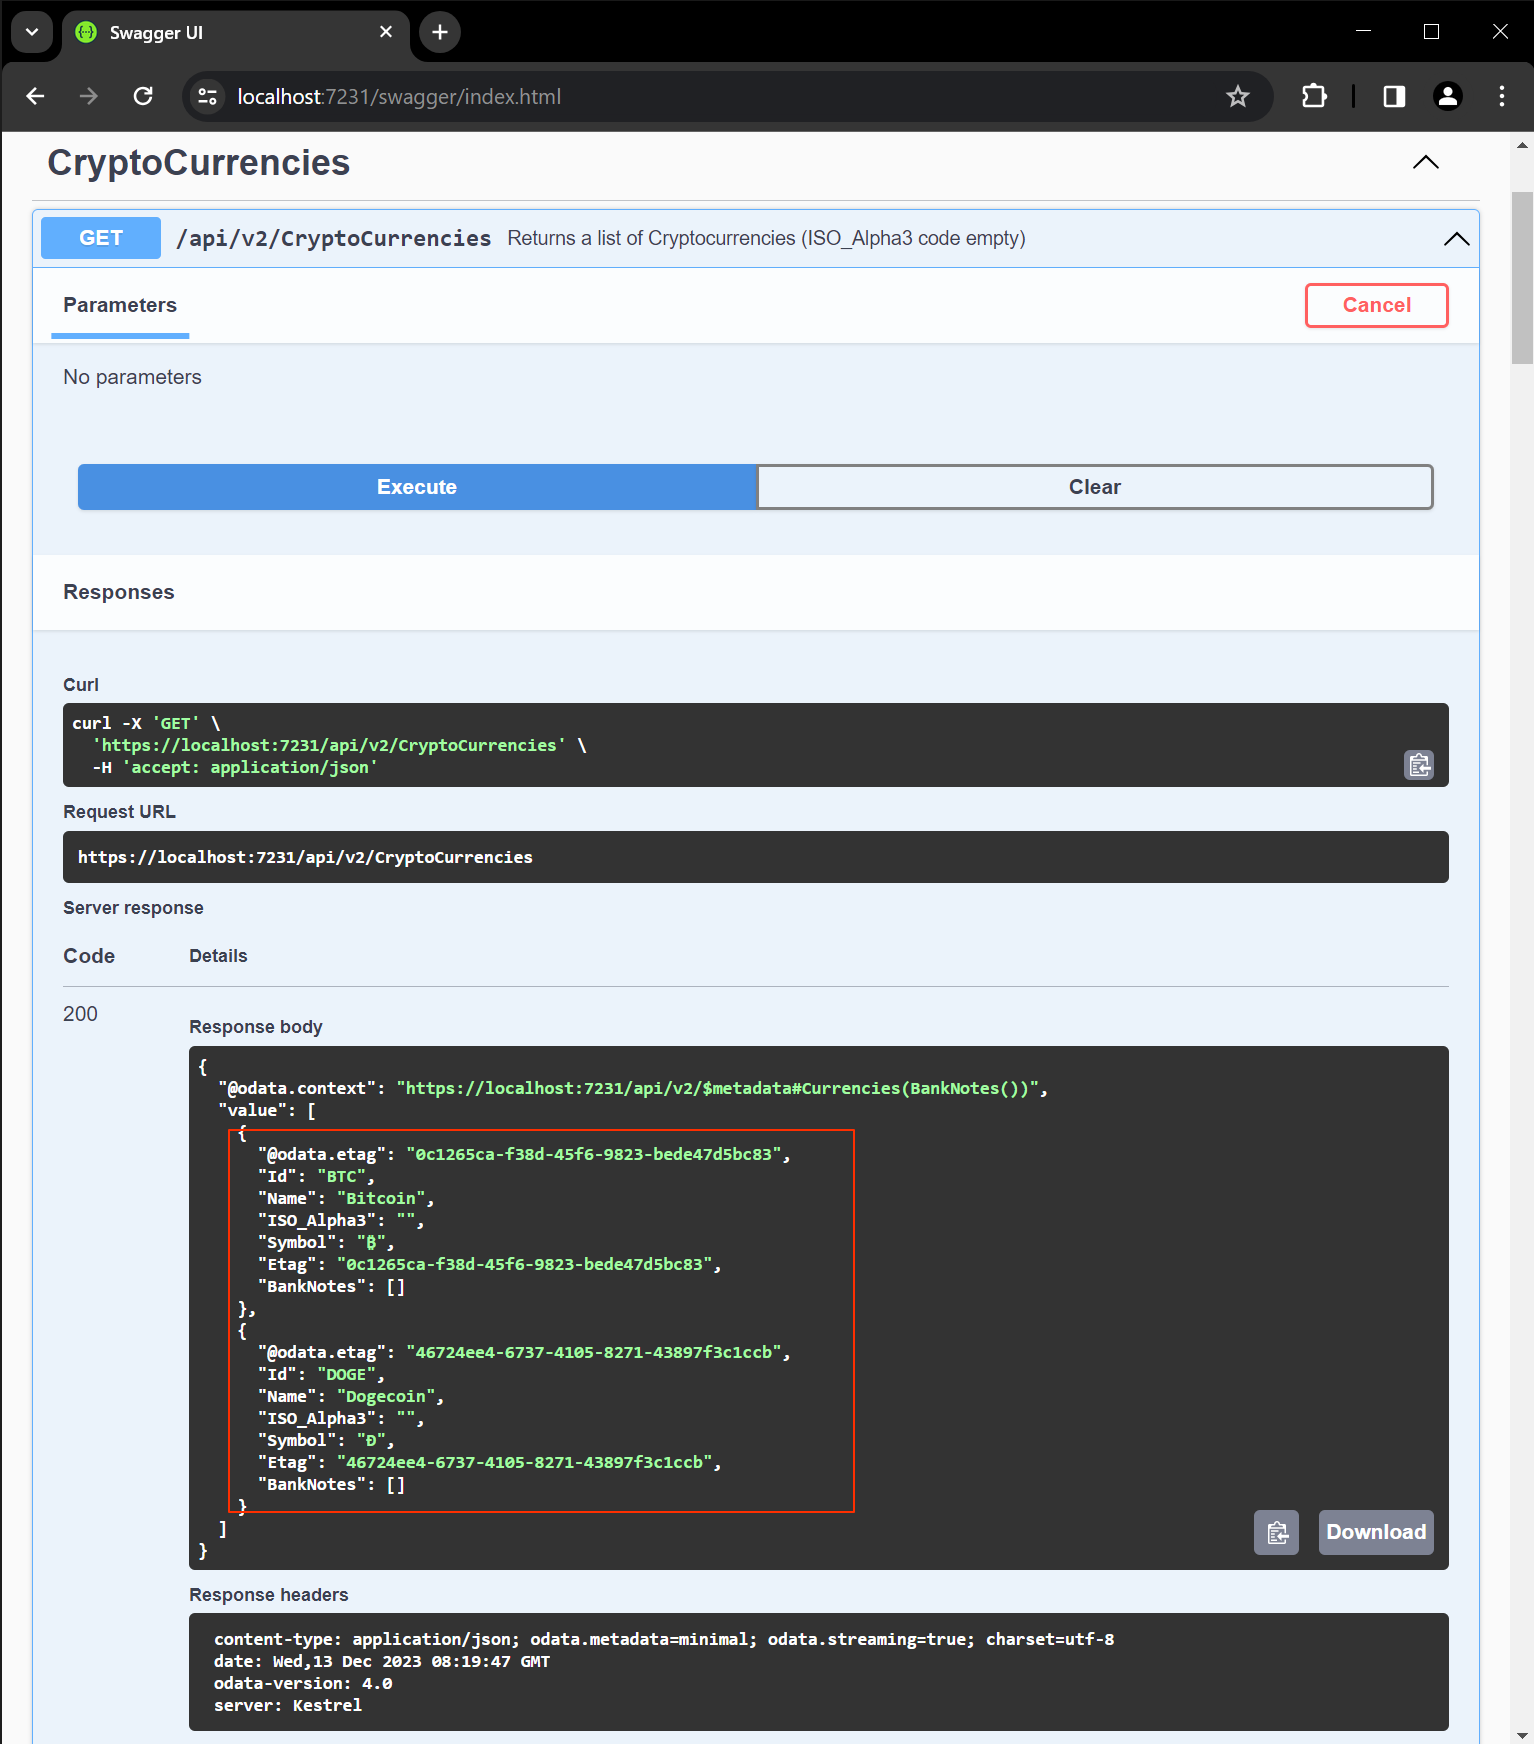 Swagger UI
localhost:7231/swagger/index.html
CryptoCurrencies
GET /api/v2/CryptoCurrencies Returns a list of Cryptocurrencies (ISO_Alpha3 code empty)
Parameters
Cancel
No parameters
Execute
Clear
Responses
Curl
curl -X 'GET' \
  'https://localhost:7231/api/v2/CryptoCurrencies' \
  -H 'accept: application/json'
Request URL
https://localhost:7231/api/v2/CryptoCurrencies
Server response
Code Details
200
Response body
{
  "@odata.context": "https://localhost:7231/api/v2/$metadata#Currencies(BankNotes())",
  "value": [
    {
      "@odata.etag": "0c1265ca-f38d-45f6-9823-bede47d5bc83",
      "Id": "BTC",
      "Name": "Bitcoin",
      "ISO_Alpha3": "",
      "Symbol": "₿",
      "Etag": "0c1265ca-f38d-45f6-9823-bede47d5bc83",
      "BankNotes": []
    },
    {
      "@odata.etag": "46724ee4-6737-4105-8271-43897f3c1ccb",
      "Id": "DOGE",
      "Name": "Dogecoin",
      "ISO_Alpha3": "",
      "Symbol": "Ð",
      "Etag": "46724ee4-6737-4105-8271-43897f3c1ccb",
      "BankNotes": []
    }
  ]
}
Download
Response headers
content-type: application/json; odata.metadata=minimal; odata.streaming=true; charset=utf-8
date: Wed,13 Dec 2023 08:19:47 GMT
odata-version: 4.0
server: Kestrel